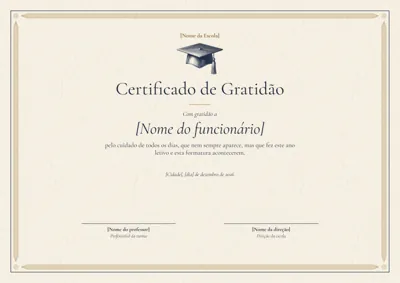 [Nome da Escola]
Certificado de Gratidão
Com gratidão a
[Nome do funcionário]
pelo cuidado de todos os dias, que nem sempre aparece, mas que fez este ano
letivo e esta formatura acontecerem.
[Cidade], [dia] de dezembro de 2026
[Nome do professor]
Professor(a) da turma
[Nome da direção]
Direção da escola